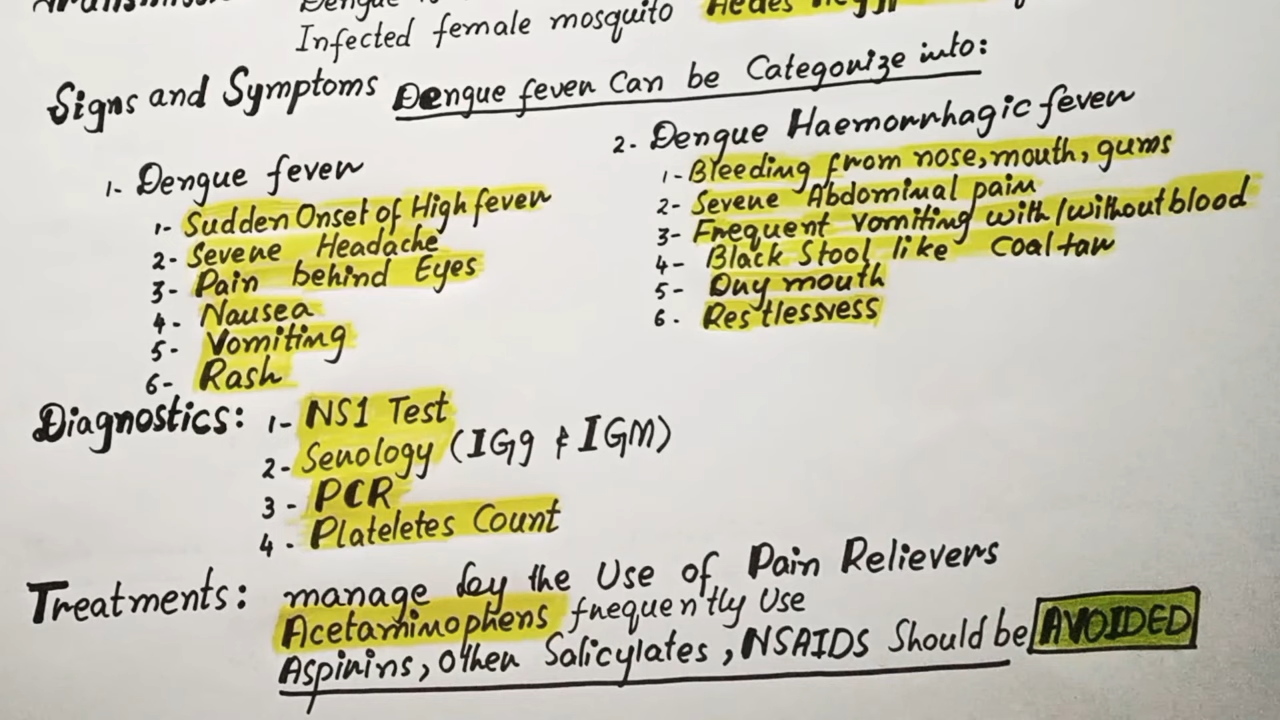 Infected female mosquito Aedes
Signs and Symptoms Dengue fever Can be Categorize into:
1- Dengue fever
1- Sudden Onset of High fever
2- Severe Headache
3- Pain behind Eyes
4- Nausea
5- Vomiting
6- Rash
2- Dengue Haemorrhagic fever
1- Bleeding from nose, mouth, gums
2- Severe Abdominal pain
3- Frequent Vomiting with/without blood
4- Black Stool like Coaltar
5- Dry mouth
6. Restlessness
Diagnostics: 1- NS1 Test
2- Serology (IGg & IGM)
3- PCR
4. Plateletes Count
Treatments: manage by the Use of Pain Relievers
Acetaminophens frequently Use
Aspirins, Other Salicylates, NSAIDS Should be AVOIDED